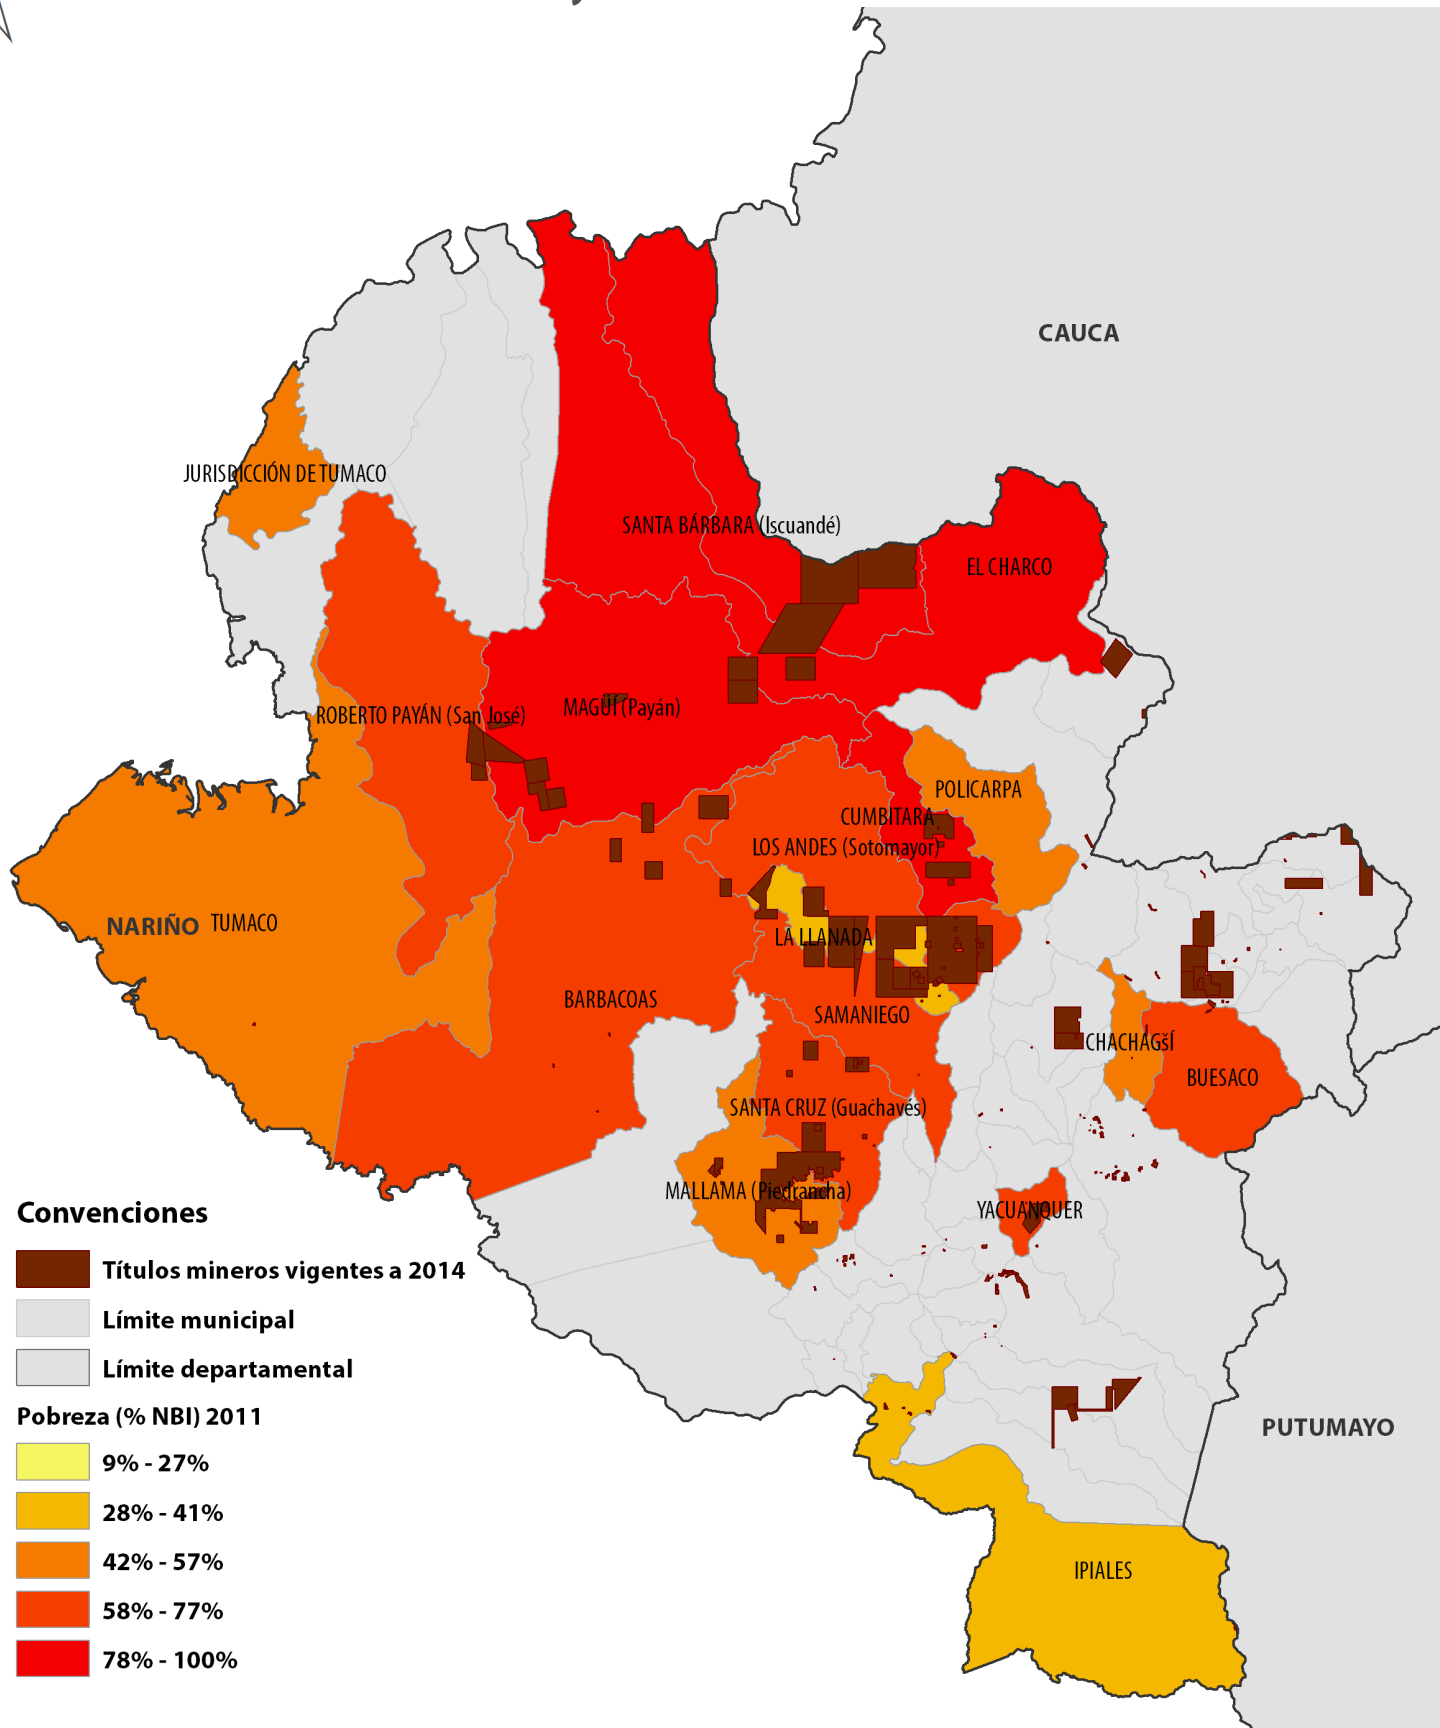 CAUCA
JURISDICCIÓN DE TUMACO
SANTA BÁRBARA (Iscuandé)
EL CHARCO
MAGUI (Payán)
ROBERTO PAYÁN (San José)
POLICARPA
CUMBITARA
LOS ANDES (Sotomayor)
NARIÑO
TUMACO
LA LLANADA
BARBACOAS
SAMANIEGO
CHACHAGšÍ
BUESACO
SANTA CRUZ (Guachavés)
MALLAMA (Piedrancha)
YACUANQUER
PUTUMAYO
IPIALES
Convenciones
Títulos mineros vigentes a 2014
Límite municipal
Límite departamental
Pobreza (% NBI) 2011
9% - 27%
28% - 41%
42% - 57%
58% - 77%
78% - 100%